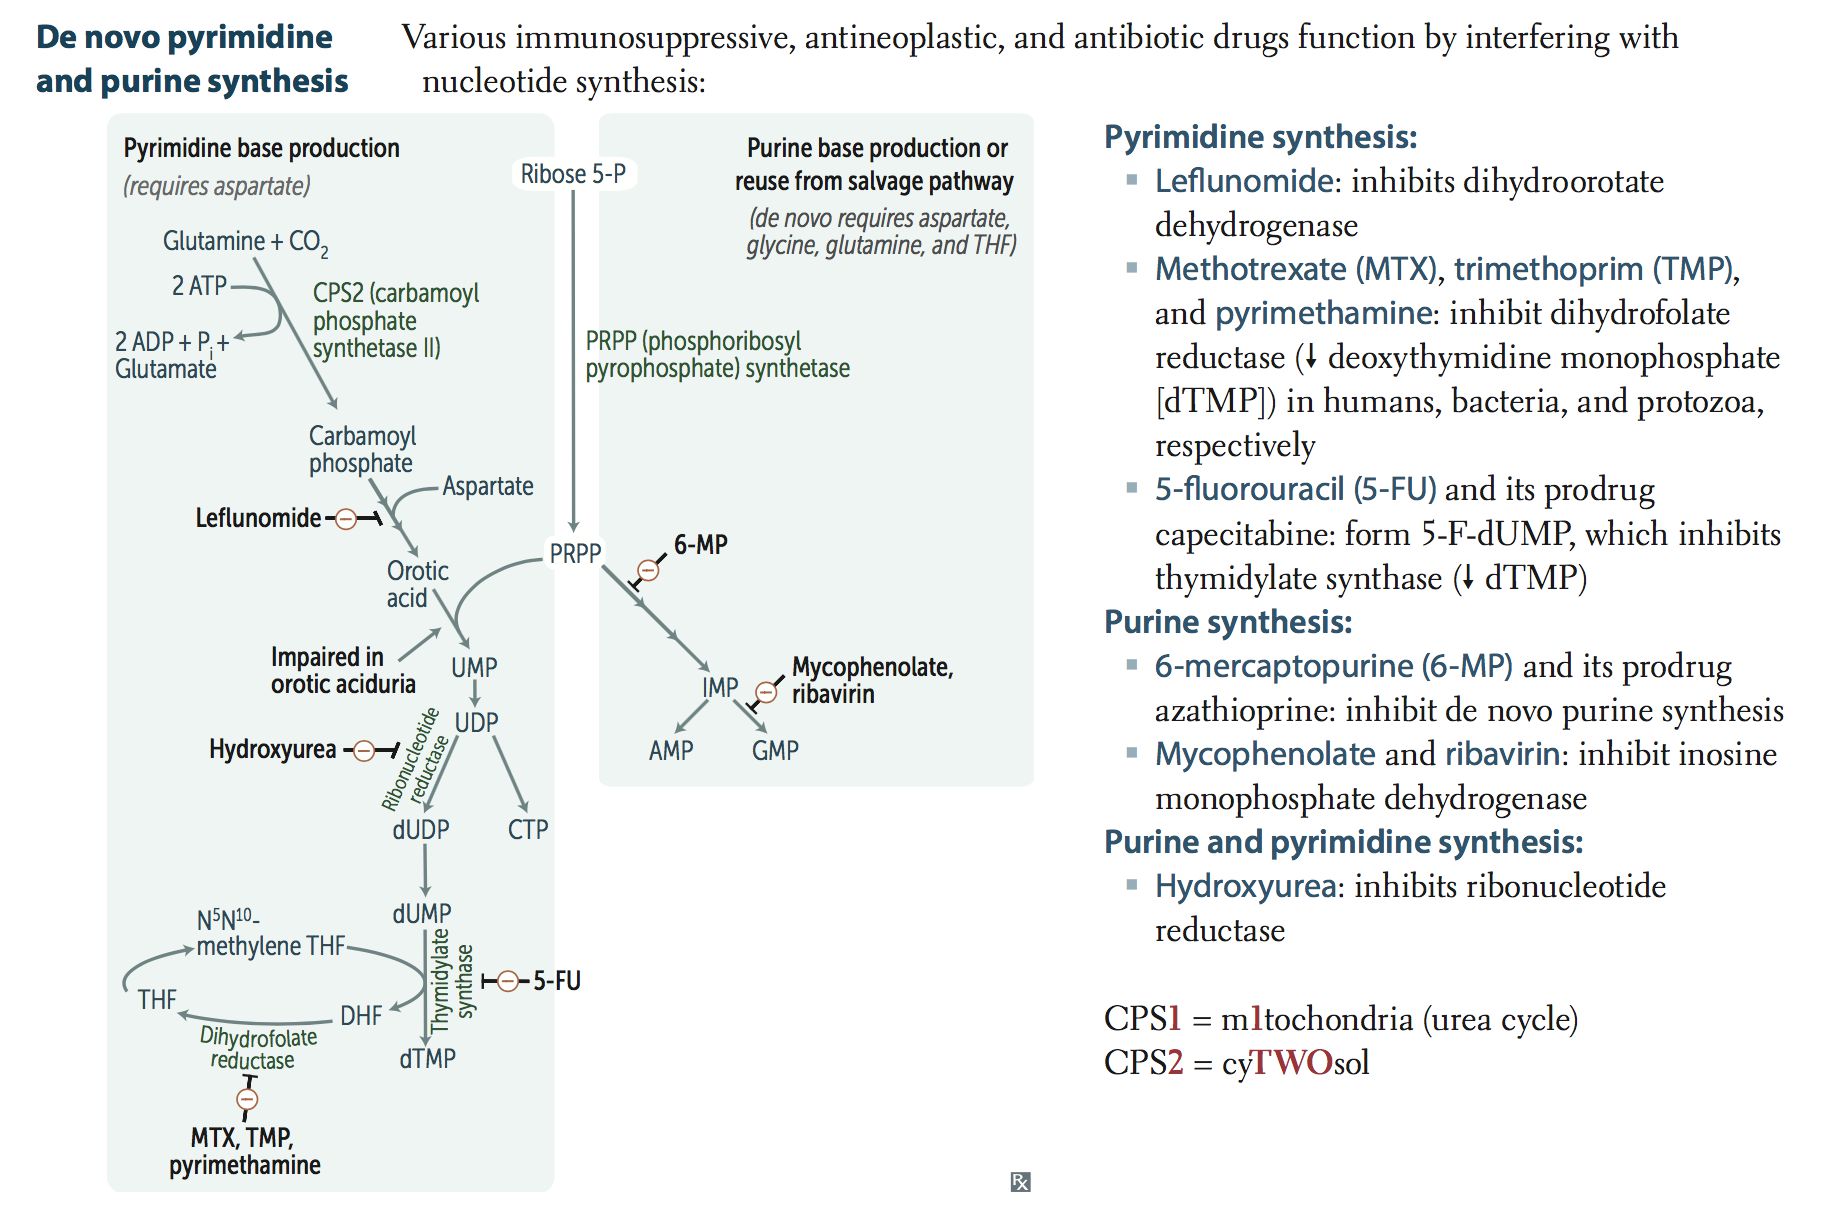 De novo pyrimidine
and purine synthesis
Various immunosuppressive, antineoplastic, and antibiotic drugs function by interfering with
nucleotide synthesis:
Pyrimidine base production
(requires aspartate)
Glutamine + CO2
2 ATP
2 ADP + Pi +
Glutamate
CPS2 (carbamoyl
phosphate
synthetase II)
Carbamoyl
phosphate
Aspartate
Leflunomide
Orotic
acid
Impaired in
orotic aciduria
UMP
UDP
Hydroxyurea
Ribonucleotide
reductase
dUDP
CTP
dUMP
N5N10-
methylene THF
THF
DHF
Thymidylate
synthase
5-FU
Dihydrofolate
reductase
dTMP
MTX, TMP,
pyrimethamine
Ribose 5-P
PRPP (phosphoribosyl
pyrophosphate) synthetase
PRPP
Purine base production or
reuse from salvage pathway
(de novo requires aspartate,
glycine, glutamine, and THF)
6-MP
Mycophenolate,
ribavirin
IMP
AMP
GMP
Rx
Pyrimidine synthesis:
▪ Leflunomide: inhibits dihydroorotate
dehydrogenase
▪ Methotrexate (MTX), trimethoprim (TMP),
and pyrimethamine: inhibit dihydrofolate
reductase (↓ deoxythymidine monophosphate
[dTMP]) in humans, bacteria, and protozoa,
respectively
▪ 5-fluorouracil (5-FU) and its prodrug
capecitabine: form 5-F-dUMP, which inhibits
thymidylate synthase (↓ dTMP)
Purine synthesis:
▪ 6-mercaptopurine (6-MP) and its prodrug
azathioprine: inhibit de novo purine synthesis
▪ Mycophenolate and ribavirin: inhibit inosine
monophosphate dehydrogenase
Purine and pyrimidine synthesis:
▪ Hydroxyurea: inhibits ribonucleotide
reductase
CPS1 = m1tochondria (urea cycle)
CPS2 = cyTWOsol